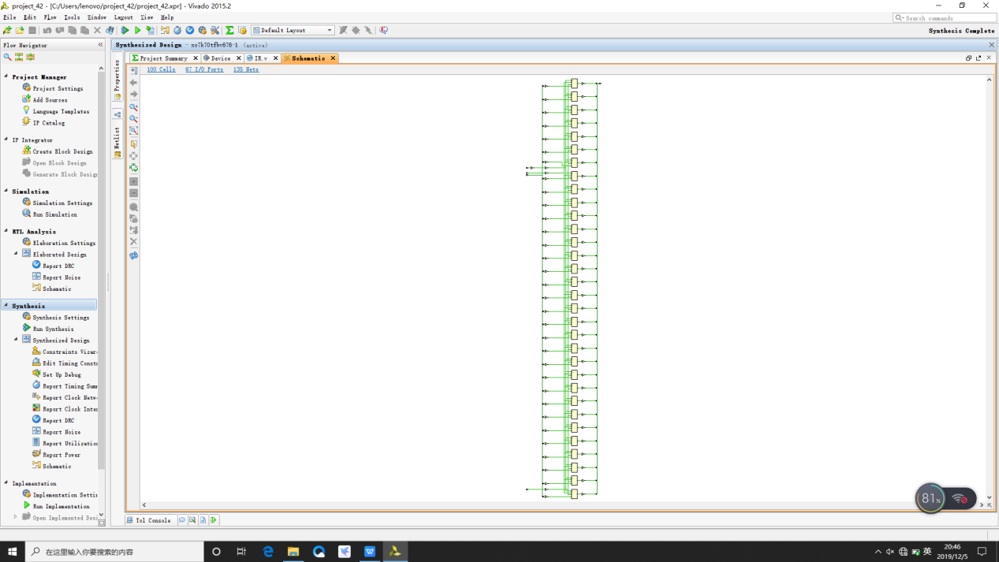 project_42 - [C:/Users/lenovo/project_42/project_42.xpr] - Vivado 2015.2
File Edit Flow Tools Window Layout View Help
Search commands
Default Layout
Synthesis Complete
Flow Navigator
Synthesized Design - xc7k70tfbv676-1 (active)
Project Summary
Device
IR.v
Schematic
100 Cells 67 I/O Ports 135 Nets
Properties
Netlist
Project Manager
Project Settings
Add Sources
Language Templates
IP Catalog
IP Integrator
Create Block Design
Open Block Design
Generate Block Desig
Simulation
Simulation Settings
Run Simulation
RTL Analysis
Elaboration Settings
Elaborated Design
Report DRC
Report Noise
Schematic
Synthesis
Synthesis Settings
Run Synthesis
Synthesized Design
Constraints Wizar
Edit Timing Const
Set Up Debug
Report Timing Sum
Report Clock Netw
Report Clock Inter
Report DRC
Report Noise
Report Utilizatio
Report Power
Schematic
Implementation
Implementation Setti
Run Implementation
Open Implemented Desi
Tcl Console
81%
在这里输入你要搜索的内容
英
20:46
2019/12/5